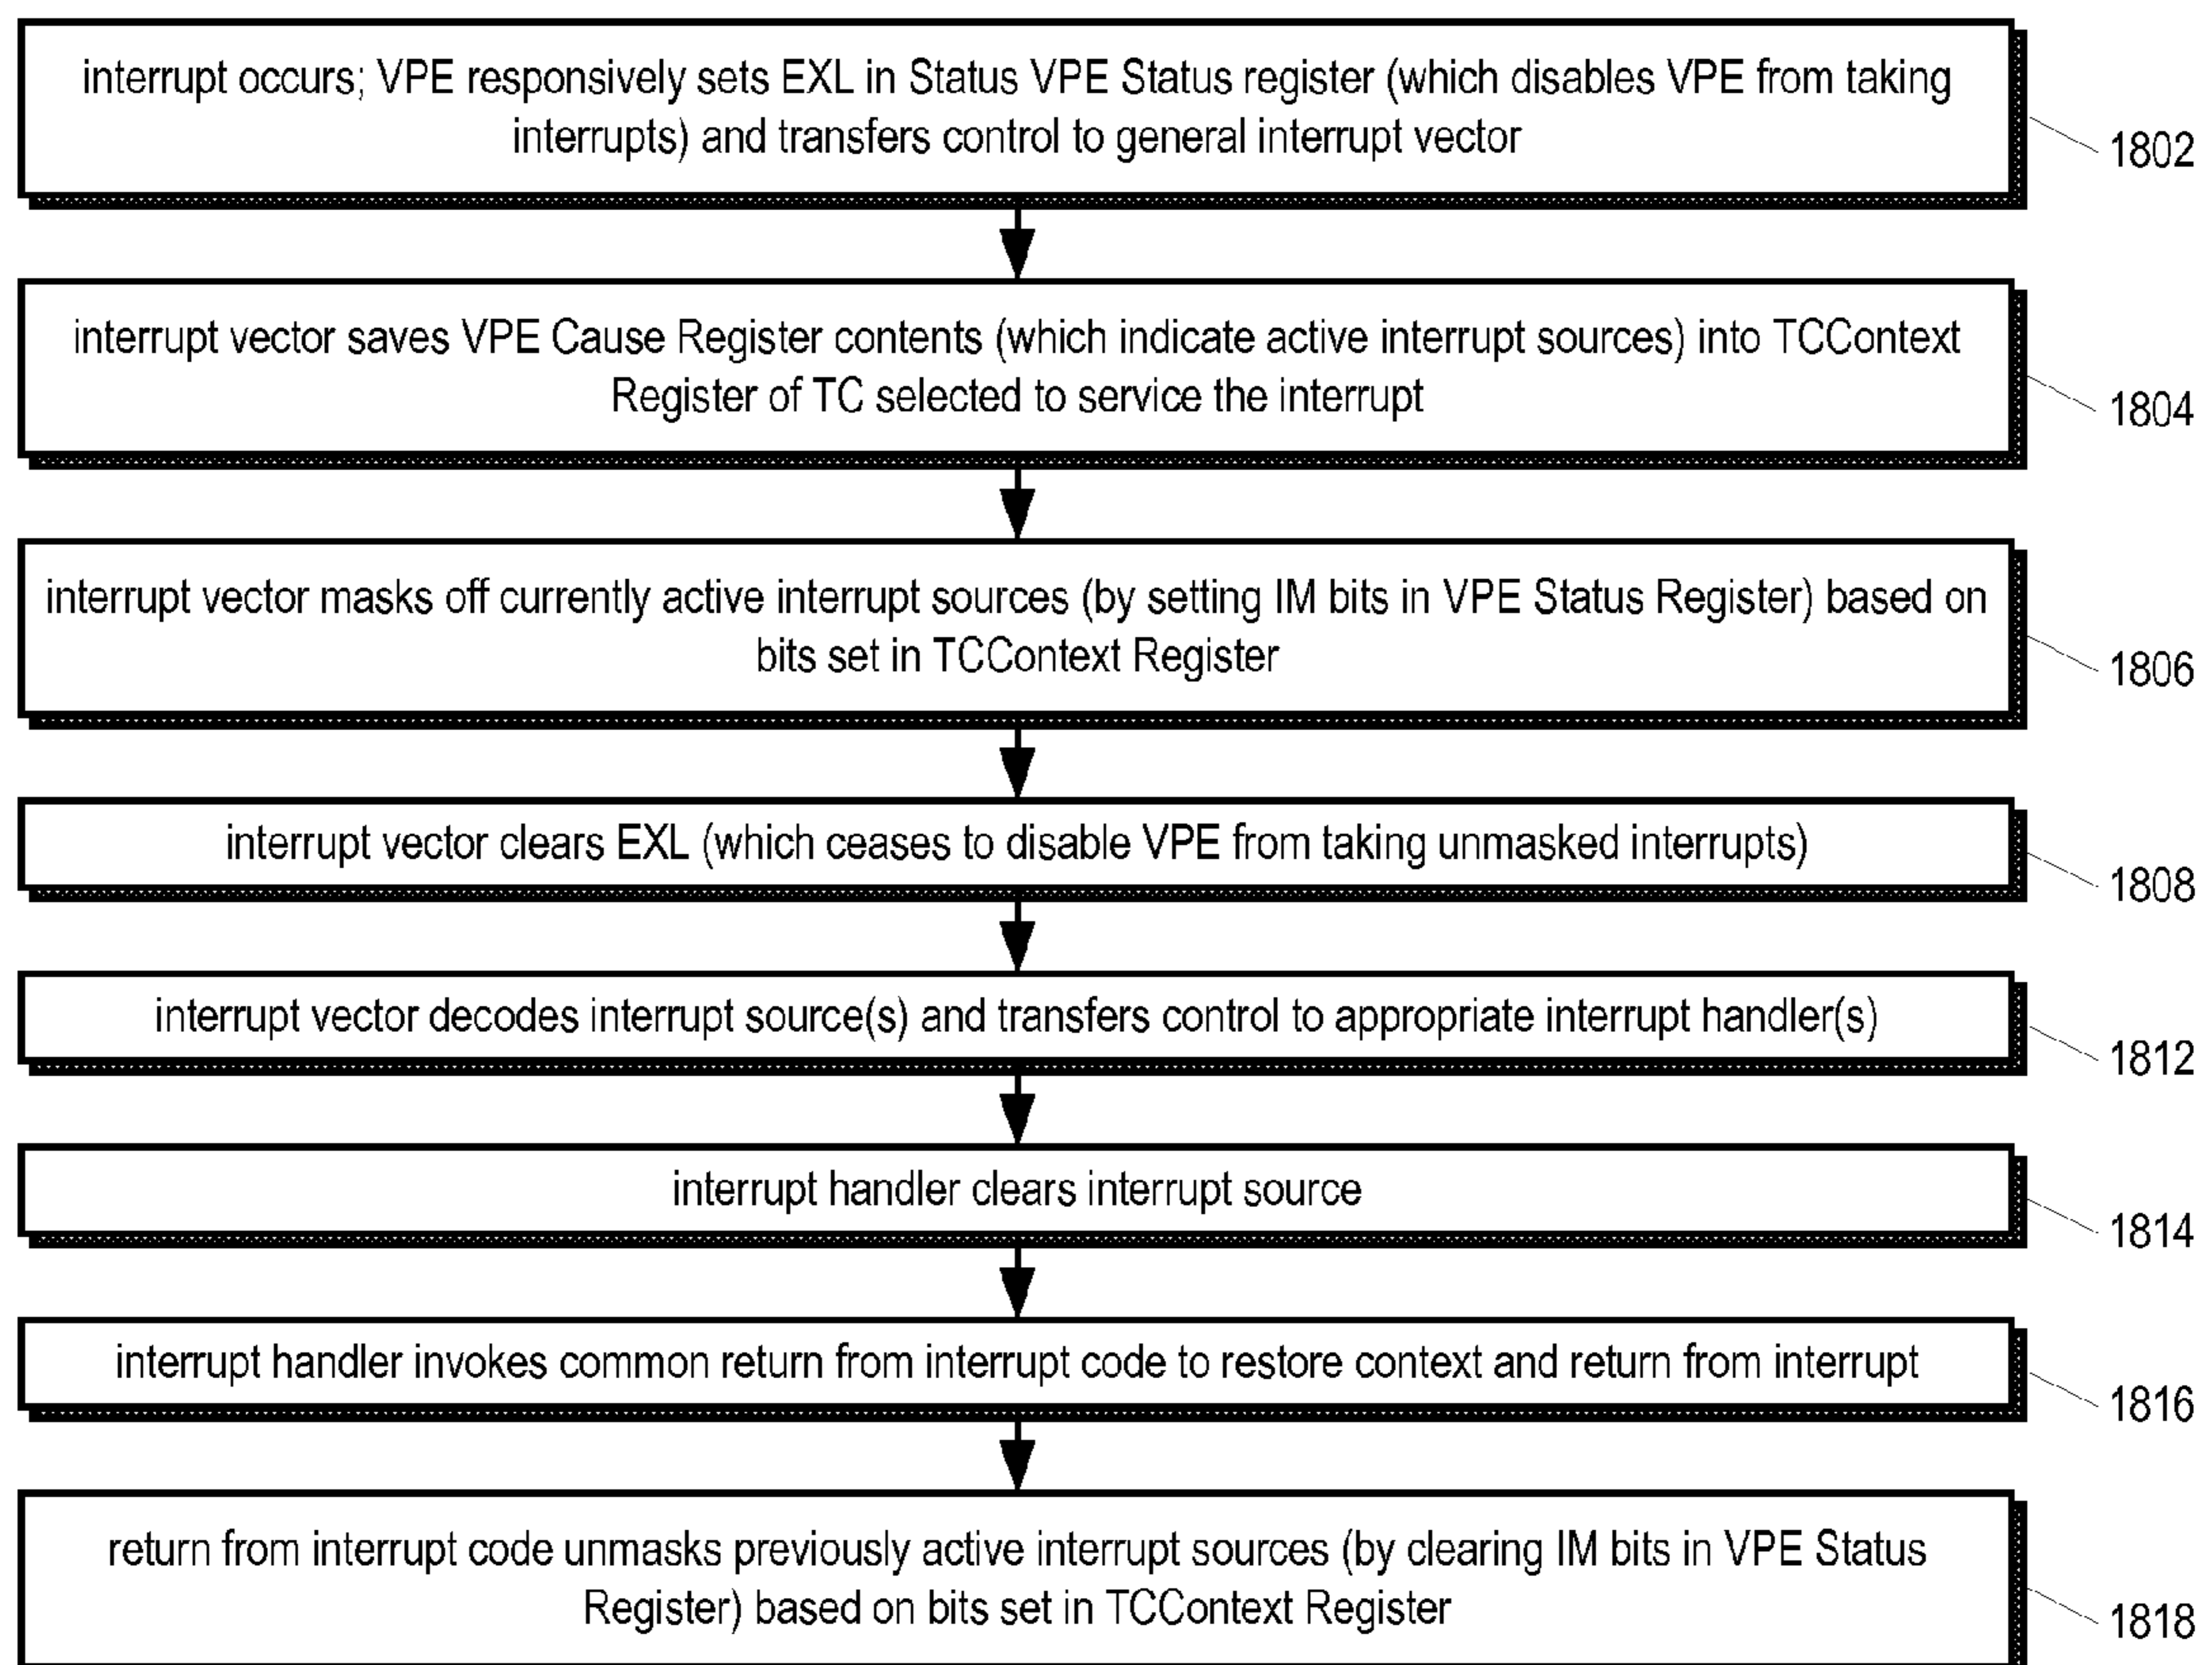 interrupt occurs; VPE responsively sets EXL in Status VPE Status register (which disables VPE from taking
interrupts) and transfers control to general interrupt vector
1802
interrupt vector saves VPE Cause Register contents (which indicate active interrupt sources) into TCContext
Register of TC selected to service the interrupt
1804
interrupt vector masks off currently active interrupt sources (by setting IM bits in VPE Status Register) based on
bits set in TCContext Register
1806
interrupt vector clears EXL (which ceases to disable VPE from taking unmasked interrupts)
1808
interrupt vector decodes interrupt source(s) and transfers control to appropriate interrupt handler(s)
1812
interrupt handler clears interrupt source
1814
interrupt handler invokes common return from interrupt code to restore context and return from interrupt
1816
return from interrupt code unmasks previously active interrupt sources (by clearing IM bits in VPE Status
Register) based on bits set in TCContext Register
1818